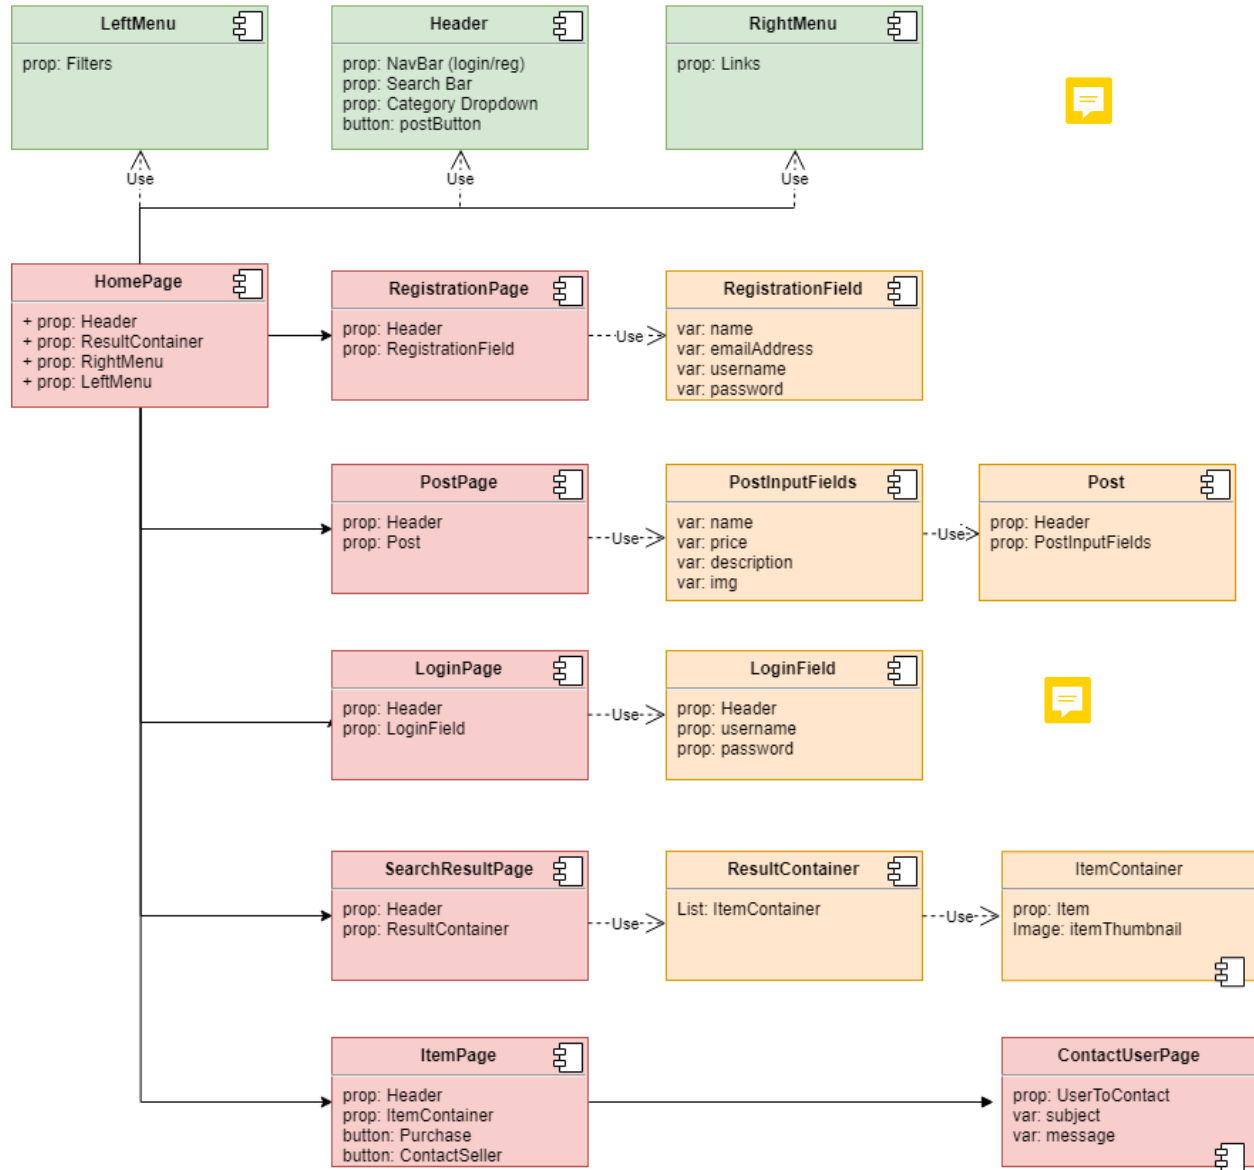 LeftMenu
prop: Filters
Header
prop: NavBar (login/reg)
prop: Search Bar
prop: Category Dropdown
button: postButton
RightMenu
prop: Links
Use
Use
Use
HomePage
+ prop: Header
+ prop: ResultContainer
+ prop: RightMenu
+ prop: LeftMenu
RegistrationPage
prop: Header
prop: RegistrationField
Use
RegistrationField
var: name
var: emailAddress
var: username
var: password
PostPage
prop: Header
prop: Post
Use
PostInputFields
var: name
var: price
var: description
var: img
Use
Post
prop: Header
prop: PostInputFields
LoginPage
prop: Header
prop: LoginField
Use
LoginField
prop: Header
prop: username
prop: password
SearchResultPage
prop: Header
prop: ResultContainer
Use
ResultContainer
List: ItemContainer
Use
ItemContainer
prop: Item
Image: itemThumbnail
ItemPage
prop: Header
prop: ItemContainer
button: Purchase
button: ContactSeller
ContactUserPage
prop: UserToContact
var: subject
var: message